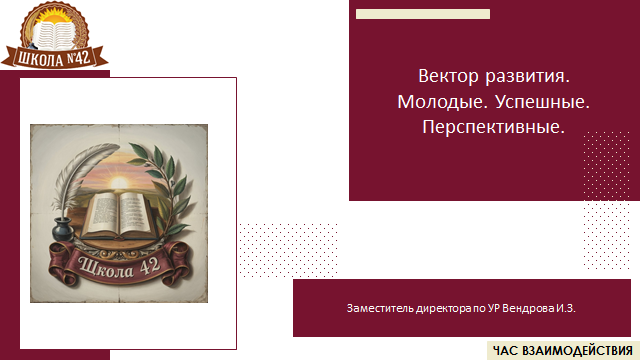 ШКОЛА №42
Вектор развития.
Молодые. Успешные.
Перспективные.
Школа 42
Заместитель директора по УР Вендрова И.З.
ЧАС ВЗАИМОДЕЙСТВИЯ